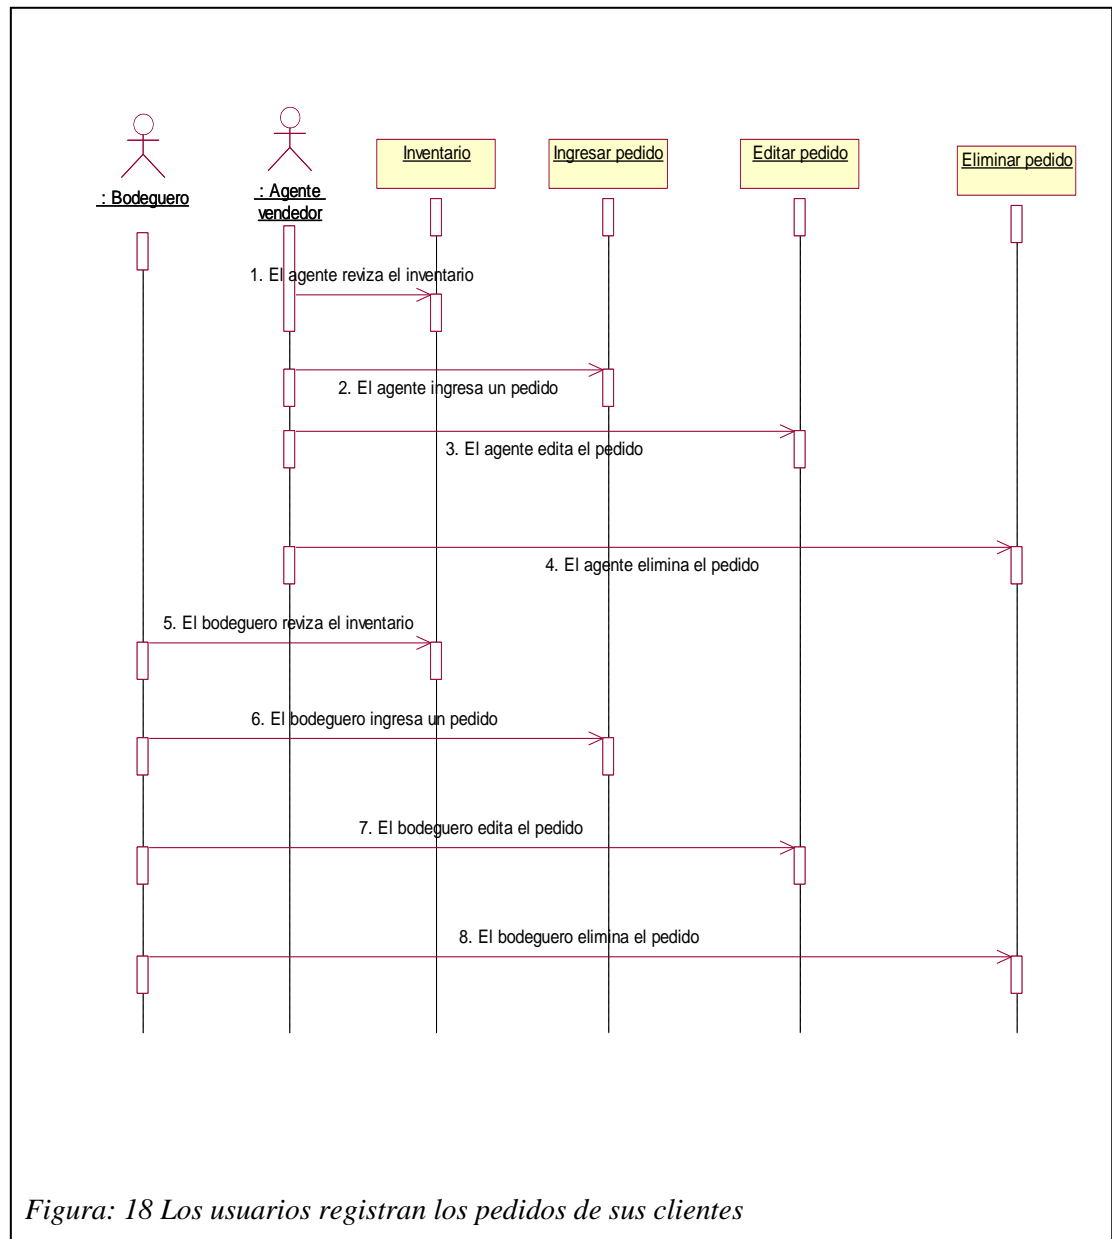 : Bodeguero
: Agente
vendedor
Inventario
Ingresar pedido
Editar pedido
Eliminar pedido
1. El agente reviza el inventario
2. El agente ingresa un pedido
3. El agente edita el pedido
4. El agente elimina el pedido
5. El bodeguero reviza el inventario
6. El bodeguero ingresa un pedido
7. El bodeguero edita el pedido
8. El bodeguero elimina el pedido
Figura: 18 Los usuarios registran los pedidos de sus clientes